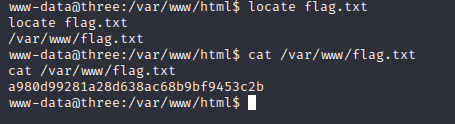 www-data@three:/var/www/html$ locate flag.txt
locate flag.txt
/var/www/flag.txt
www-data@three:/var/www/html$ cat /var/www/flag.txt
cat /var/www/flag.txt
a980d99281a28d638ac68b9bf9453c2b
www-data@three:/var/www/html$